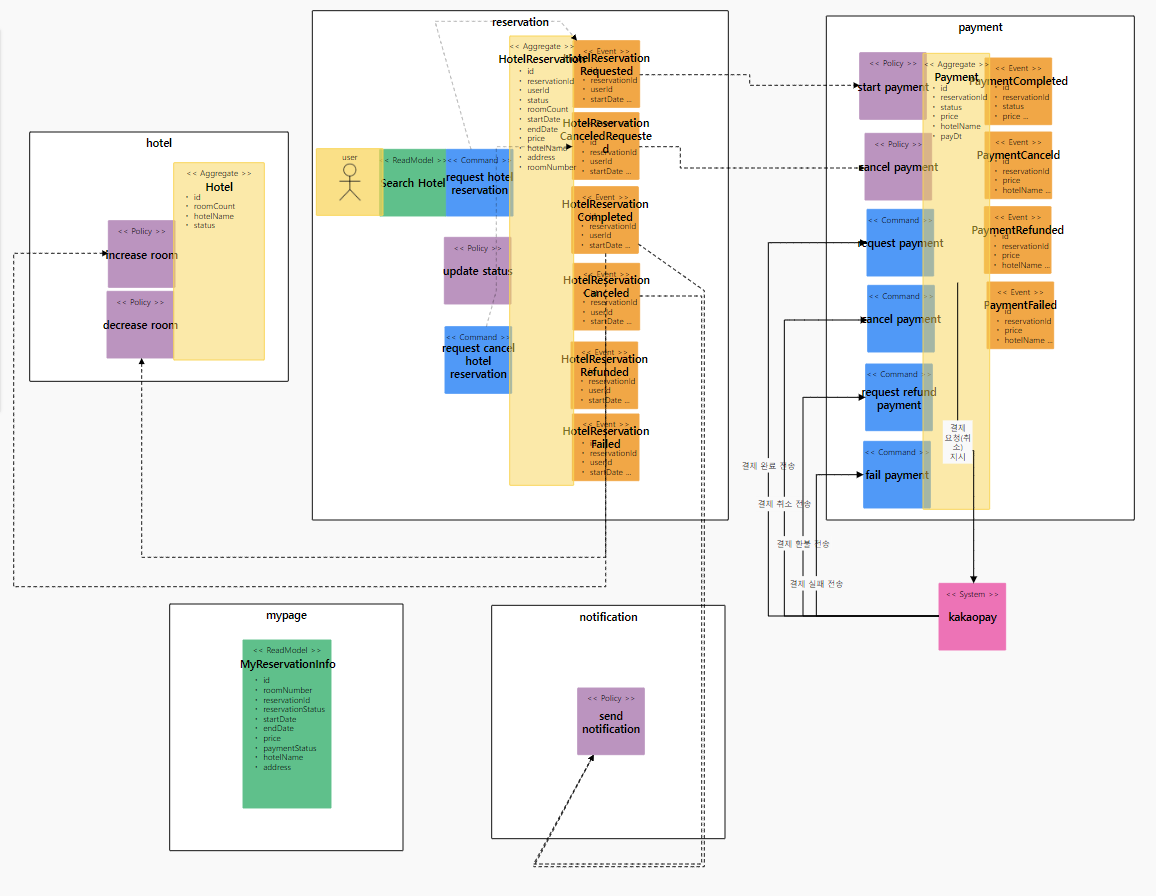 hotel
<< Aggregate >>
Hotel
id
roomCount
hotelName
status
<< Policy >>
increase room
<< Policy >>
decrease room
reservation
user
<< ReadModel >>
Search Hotel
<< Command >>
request hotel
reservation
<< Policy >>
update status
<< Command >>
request cancel
hotel
reservation
<< Aggregate >>
HotelReservation
id
reservationId
userId
status
roomCount
startDate
endDate
price
hotelName
address
roomNumber
<< Event >>
HotelReservation
Requested
id
reservationId
userId
startDate ...
HotelReservation
CanceledRequeste
d
id
reservationId
userId
startDate ...
<< Event >>
HotelReservation
Completed
reservationId
userId
startDate ...
<< Event >>
HotelReservation
Canceled
reservationId
userId
startDate ...
<< Event >>
HotelReservation
Refunded
reservationId
userId
startDate ...
<< Event >>
HotelReservation
Failed
reservationId
userId
startDate ...
payment
<< Policy >>
start payment
<< Policy >>
cancel payment
<< Command >>
request payment
<< Command >>
cancel payment
<< Command >>
request refund
payment
<< Command >>
fail payment
<< Aggregate >>
Payment
id
reservationId
status
price
hotelName
payDt
<< Event >>
PaymentCompleted
id
reservationId
status
price ...
<< Event >>
PaymentCanceld
id
reservationId
price
hotelName ...
<< Event >>
PaymentRefunded
id
reservationId
price
hotelName ...
<< Event >>
PaymentFailed
id
reservationId
price
hotelName ...
결제
요청(취
소)
지시
결제 완료 전송
결제 취소 전송
결제 환불 전송
결제 실패 전송
<< System >>
kakaopay
mypage
<< ReadModel >>
MyReservationInfo
id
roomNumber
reservationId
reservationStatus
startDate
endDate
price
paymentStatus
hotelName
address
notification
<< Policy >>
send
notification